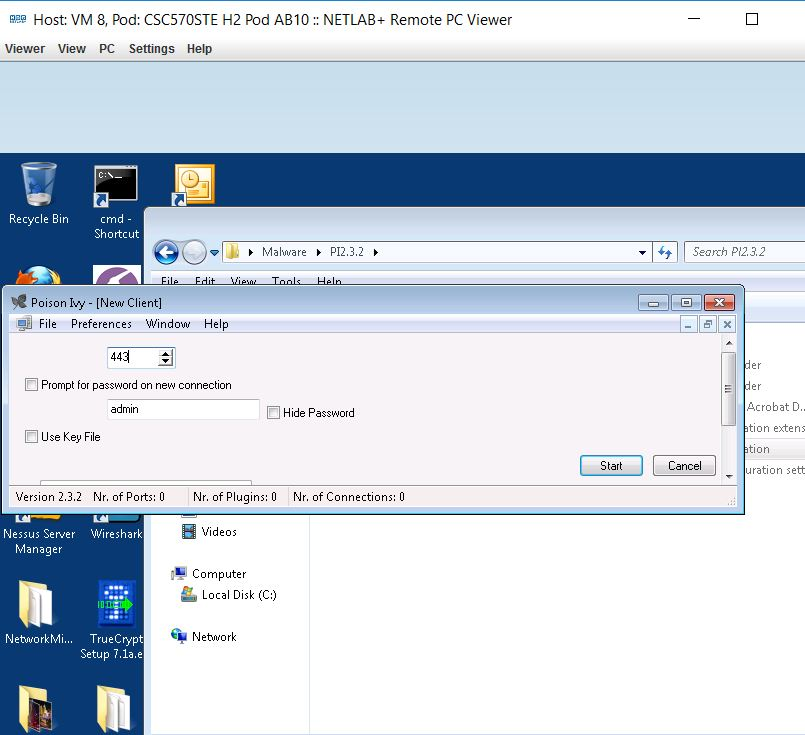 Host: VM 8, Pod: CSC570STE H2 Pod AB10 :: NETLAB+ Remote PC Viewer
Viewer View PC Settings Help
Recycle Bin
cmd -
Shortcut
Malware PI2.3.2
Search PI2.3.2
File Edit View Tools Help
Poison Ivy - [New Client]
File Preferences Window Help
443
Prompt for password on new connection
admin
Hide Password
Use Key File
Start Cancel
Version 2.3.2 Nr. of Ports: 0 Nr. of Plugins: 0 Nr. of Connections: 0
der
der
Acrobat D..
ation extens
ation
uration sett
Nessus Server
Manager
Wireshark
Videos
Computer
Local Disk (C:)
Network
NetworkMi...
TrueCrypt
Setup 7.1a.e